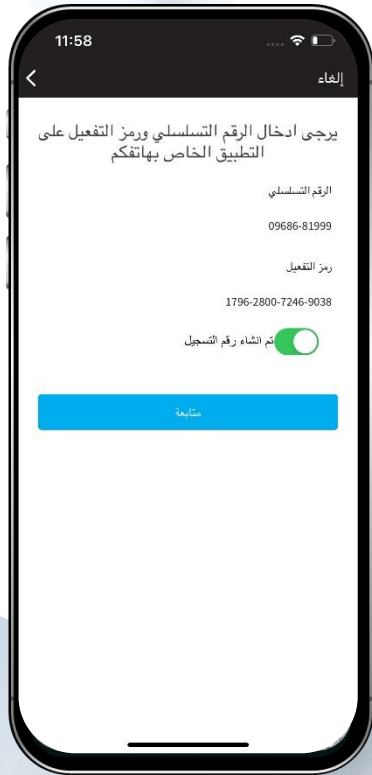 11:58
إلغاء
يرجى ادخال الرقم التسلسلي ورمز التفعيل على
التطبيق الخاص بهاتفكم
الرقم التسلسلي
09686-81999
رمز التفعيل
1796-2800-7246-9038
تم انشاء رقم التسجيل
متابعة